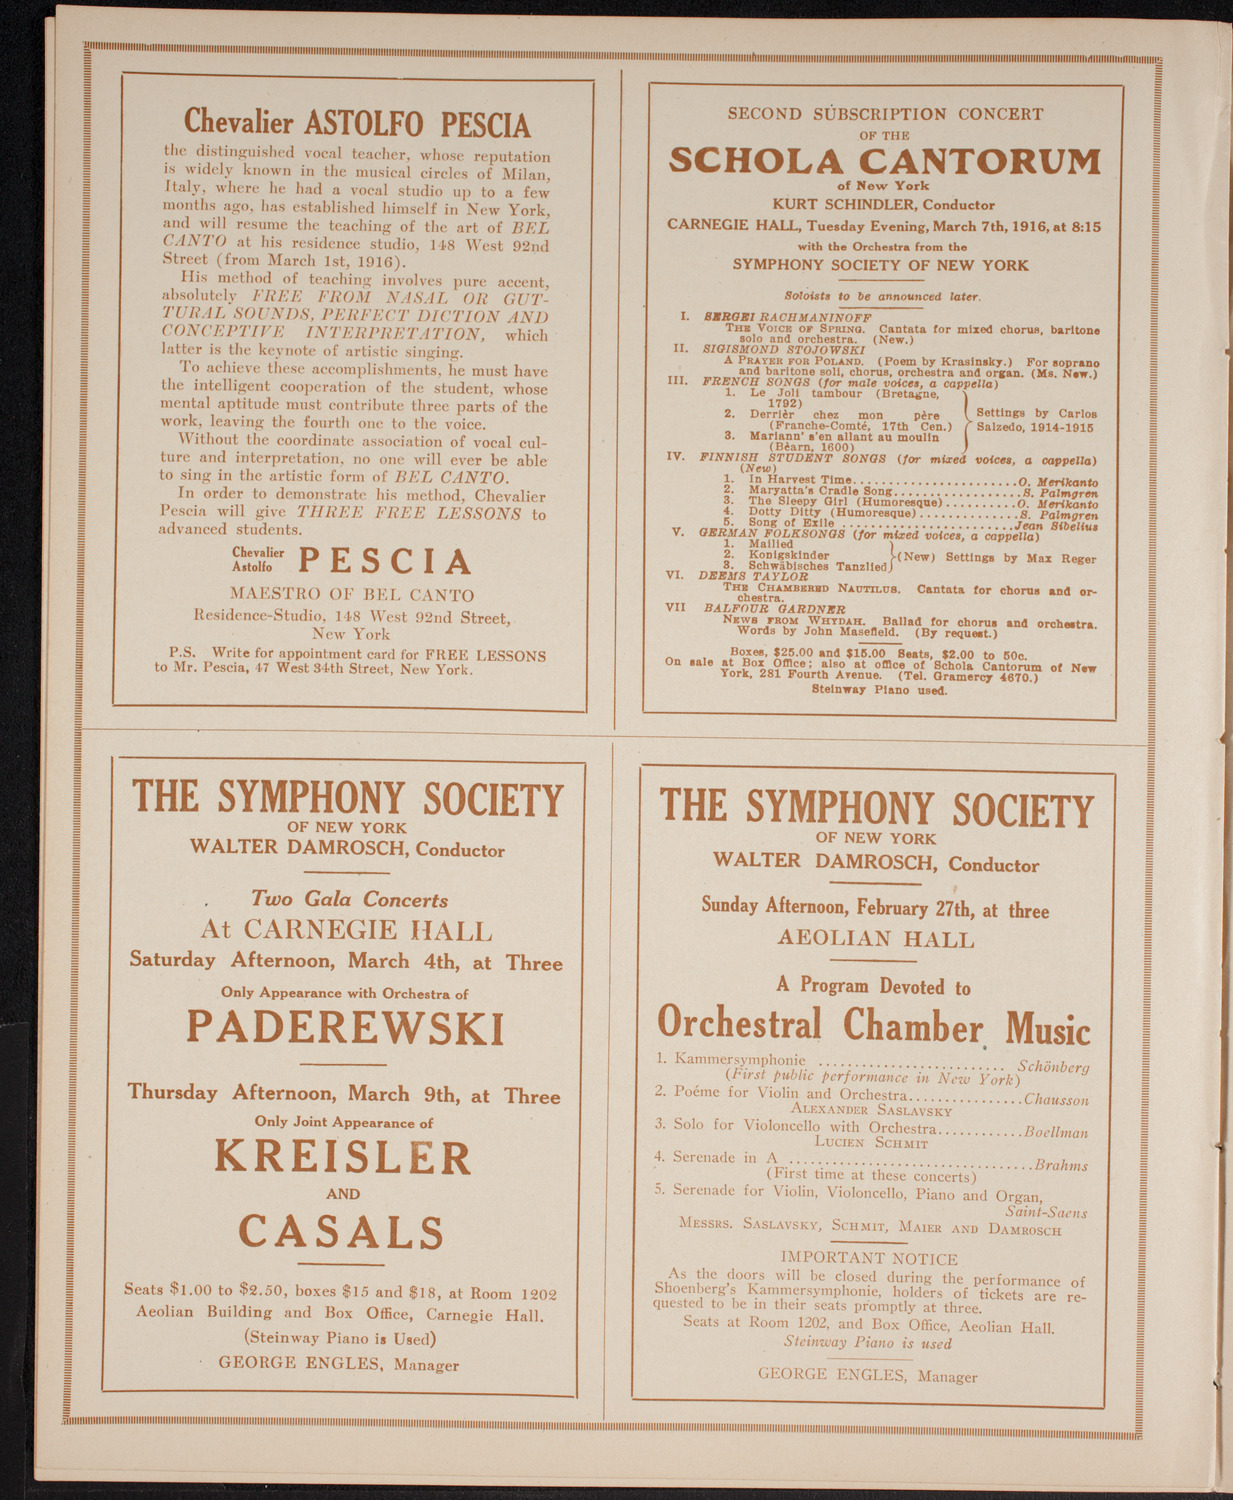 Chevalier ASTOLFO PESCIA
the distinguished vocal teacher, whose reputation
is widely known in the musical circles of Milan,
Italy, where he had a vocal studio up to a few
months ago, has established himself in New York,
and will resume the teaching of the art of BEL
CANTO at his residence studio, 148 West 92nd
Street (from March 1st, 1916).
His method of teaching involves pure accent,
absolutely FREE FROM NASAL OR GUT-
TURAL SOUNDS, PERFECT DICTION AND
CONCEPTIVE INTERPRETATION, which
latter is the keynote of artistic singing.
To achieve these accomplishments, he must have
the intelligent cooperation of the student, whose
mental aptitude must contribute three parts of the
work, leaving the fourth one to the voice.
Without the coordinate association of vocal cul-
ture and interpretation, no one will ever be able
to sing in the artistic form of BEL CANTO.
In order to demonstrate his method, Chevalier
Pescia will give THREE FREE LESSONS to
advanced students.
Chevalier
Astolfo PESCIA
MAESTRO OF BEL CANTO
Residence-Studio, 148 West 92nd Street,
New York
P.S. Write for appointment card for FREE LESSONS
to Mr. Pescia, 47 West 34th Street, New York.
SECOND SUBSCRIPTION CONCERT
OF THE
SCHOLA CANTORUM
of New York
KURT SCHINDLER, Conductor
CARNEGIE HALL, Tuesday Evening, March 7th, 1916, at 8:15
with the Orchestra from the
SYMPHONY SOCIETY OF NEW YORK
Soloists to be announced later.
I. SERGEI RACHMANINOFF
THE VOICE OF SPRING. Cantata for mixed chorus, baritone
solo and orchestra. (New.)
II. SIGISMOND STOJOWSKI
A PRAYER FOR POLAND. (Poem by Krasinsky.) For soprano
and baritone soli, chorus, orchestra and organ. (Ms. New.)
III. FRENCH SONGS (for male voices, a cappella)
1. Le Joli tambour (Bretagne,
1792)
2. Derrièr chez mon père
(Franche-Comté, 17th Cen.)
3. Mariann' s'en allant au moulin
(Bèarn, 1600)
Settings by Carlos
Salzedo, 1914-1915
IV. FINNISH STUDENT SONGS (for mixed voices, a cappella)
(New)
1. In Harvest Time......................O. Merikanto
2. Maryatta's Cradle Song.................S. Palmgren
3. The Sleepy Girl (Humoresque)..........O. Merikanto
4. Dotty Ditty (Humoresque)..............S. Palmgren
5. Song of Exile ........................Jean Sibelius
V. GERMAN FOLKSONGS (for mixed voices, a cappella)
1. Mailied
2. Konigskinder
3. Schwäbisches Tanzlied
(New) Settings by Max Reger
VI. DEEMS TAYLOR
THE CHAMBERED NAUTILUS. Cantata for chorus and or-
chestra.
VII BALFOUR GARDNER
NEWS FROM WHYDAH. Ballad for chorus and orchestra.
Words by John Masefield. (By request.)
Boxes, $25.00 and $15.00 Seats, $2.00 to 50c.
On sale at Box Office; also at office of Schola Cantorum of New
York, 281 Fourth Avenue. (Tel. Gramercy 4670.)
Steinway Piano used.
THE SYMPHONY SOCIETY
OF NEW YORK
WALTER DAMROSCH, Conductor
Two Gala Concerts
At CARNEGIE HALL
Saturday Afternoon, March 4th, at Three
Only Appearance with Orchestra of
PADEREWSKI
Thursday Afternoon, March 9th, at Three
Only Joint Appearance of
KREISLER
AND
CASALS
Seats $1.00 to $2.50, boxes $15 and $18, at Room 1202
Aeolian Building and Box Office, Carnegie Hall.
(Steinway Piano is Used)
GEORGE ENGLES, Manager
THE SYMPHONY SOCIETY
OF NEW YORK
WALTER DAMROSCH, Conductor
Sunday Afternoon, February 27th, at three
AEOLIAN HALL
A Program Devoted to
Orchestral Chamber Music
1. Kammersymphonie ..........................Schönberg
(First public performance in New York)
2. Poéme for Violin and Orchestra................Chausson
ALEXANDER SASLAVSKY
3. Solo for Violoncello with Orchestra............Boellman
LUCIEN SCHMIT
4. Serenade in A ..................................Brahms
(First time at these concerts)
5. Serenade for Violin, Violoncello, Piano and Organ,
Saint-Saens
MESSRS. SASLAVSKY, SCHMIT, MAIER AND DAMROSCH
IMPORTANT NOTICE
As the doors will be closed during the performance of
Shoenberg's Kammersymphonie, holders of tickets are re-
quested to be in their seats promptly at three.
Seats at Room 1202, and Box Office, Aeolian Hall.
Steinway Piano is used
GEORGE ENGLES, Manager